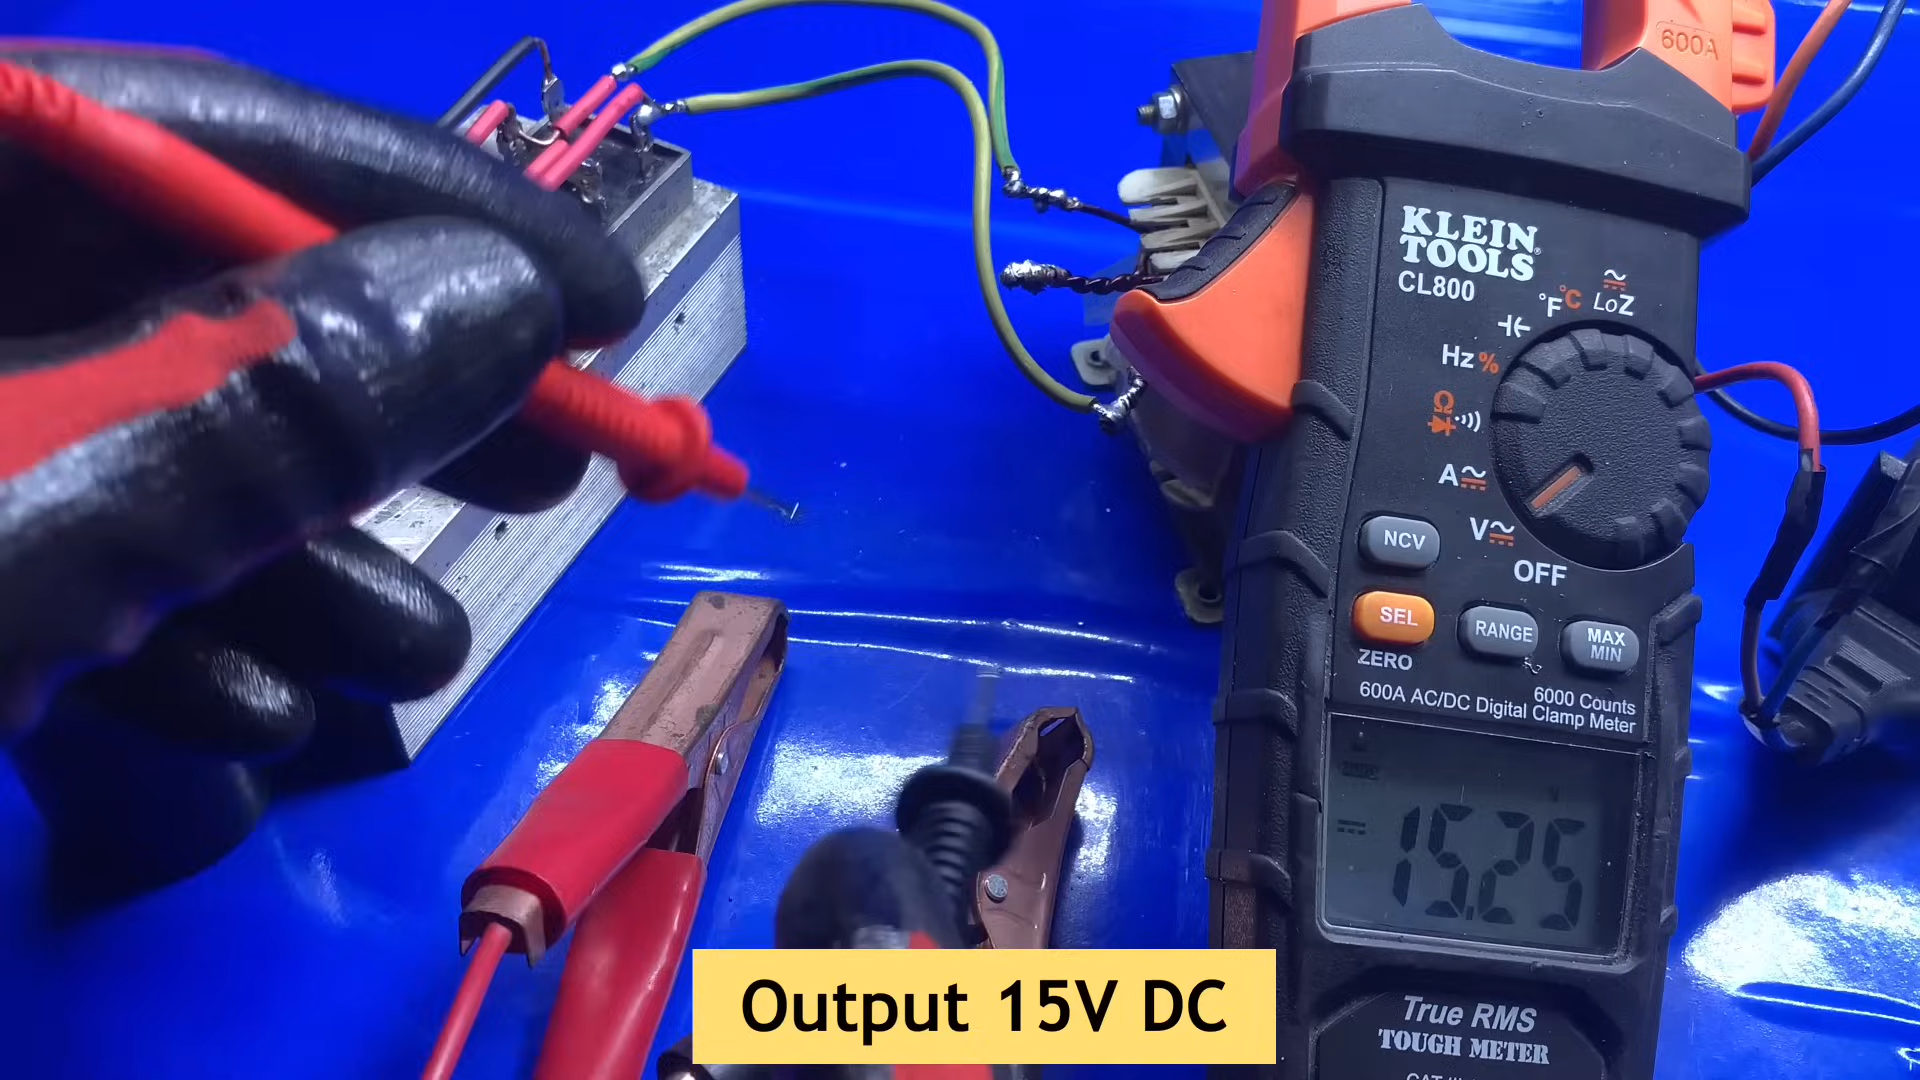 600A
KLEIN
TOOLS
CL800
°F°C
LoZ
Hz%
Ω
A
V
OFF
NCV
SEL
RANGE
MAX
MIN
ZERO
6000 Counts
600A AC/DC Digital Clamp Meter
15.25
Output 15V DC
True RMS
TOUGH METER